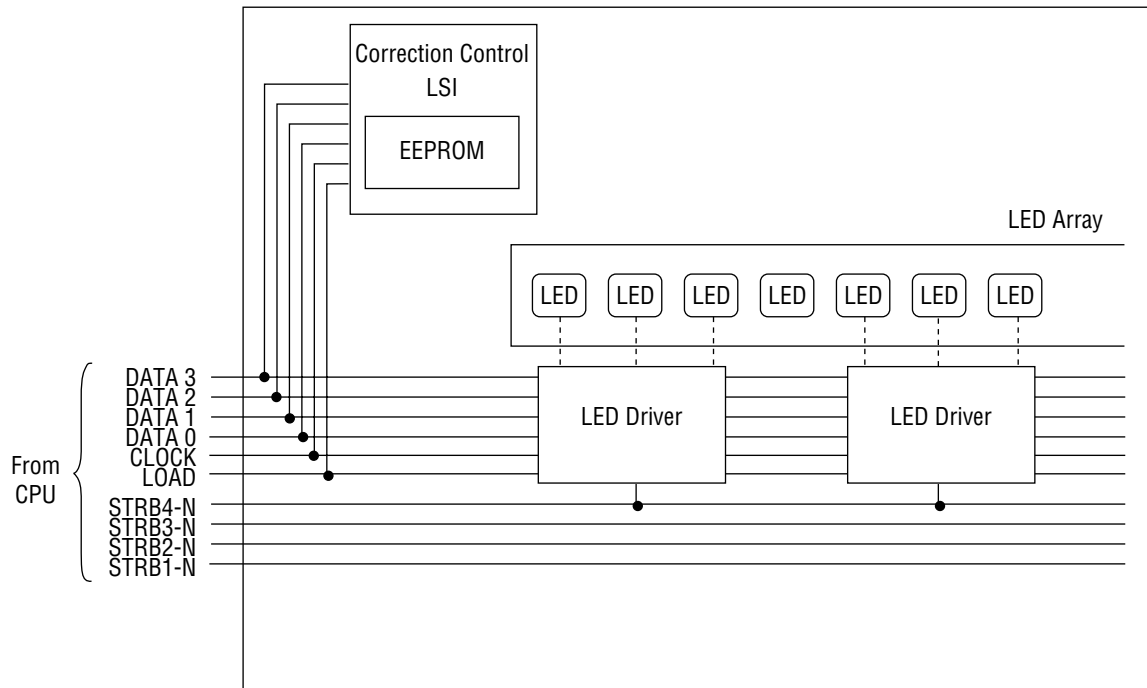 Correction Control
LSI
EEPROM
LED Array
LED LED LED LED LED LED LED
DATA 3
DATA 2
DATA 1
DATA 0
CLOCK
LOAD
LED Driver LED Driver
From
CPU
STRB4-N
STRB3-N
STRB2-N
STRB1-N